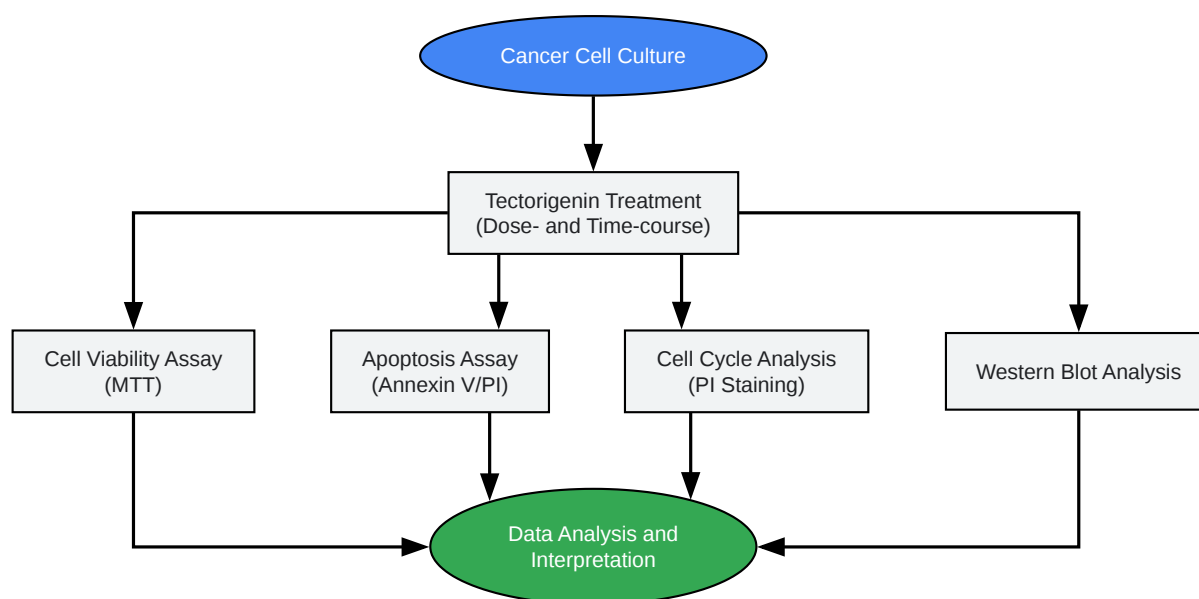 Cancer Cell Culture
Tectorigenin Treatment
(Dose- and Time-course)
Cell Viability Assay
(MTT)
Apoptosis Assay
(Annexin V/PI)
Cell Cycle Analysis
(PI Staining)
Western Blot Analysis
Data Analysis and
Interpretation